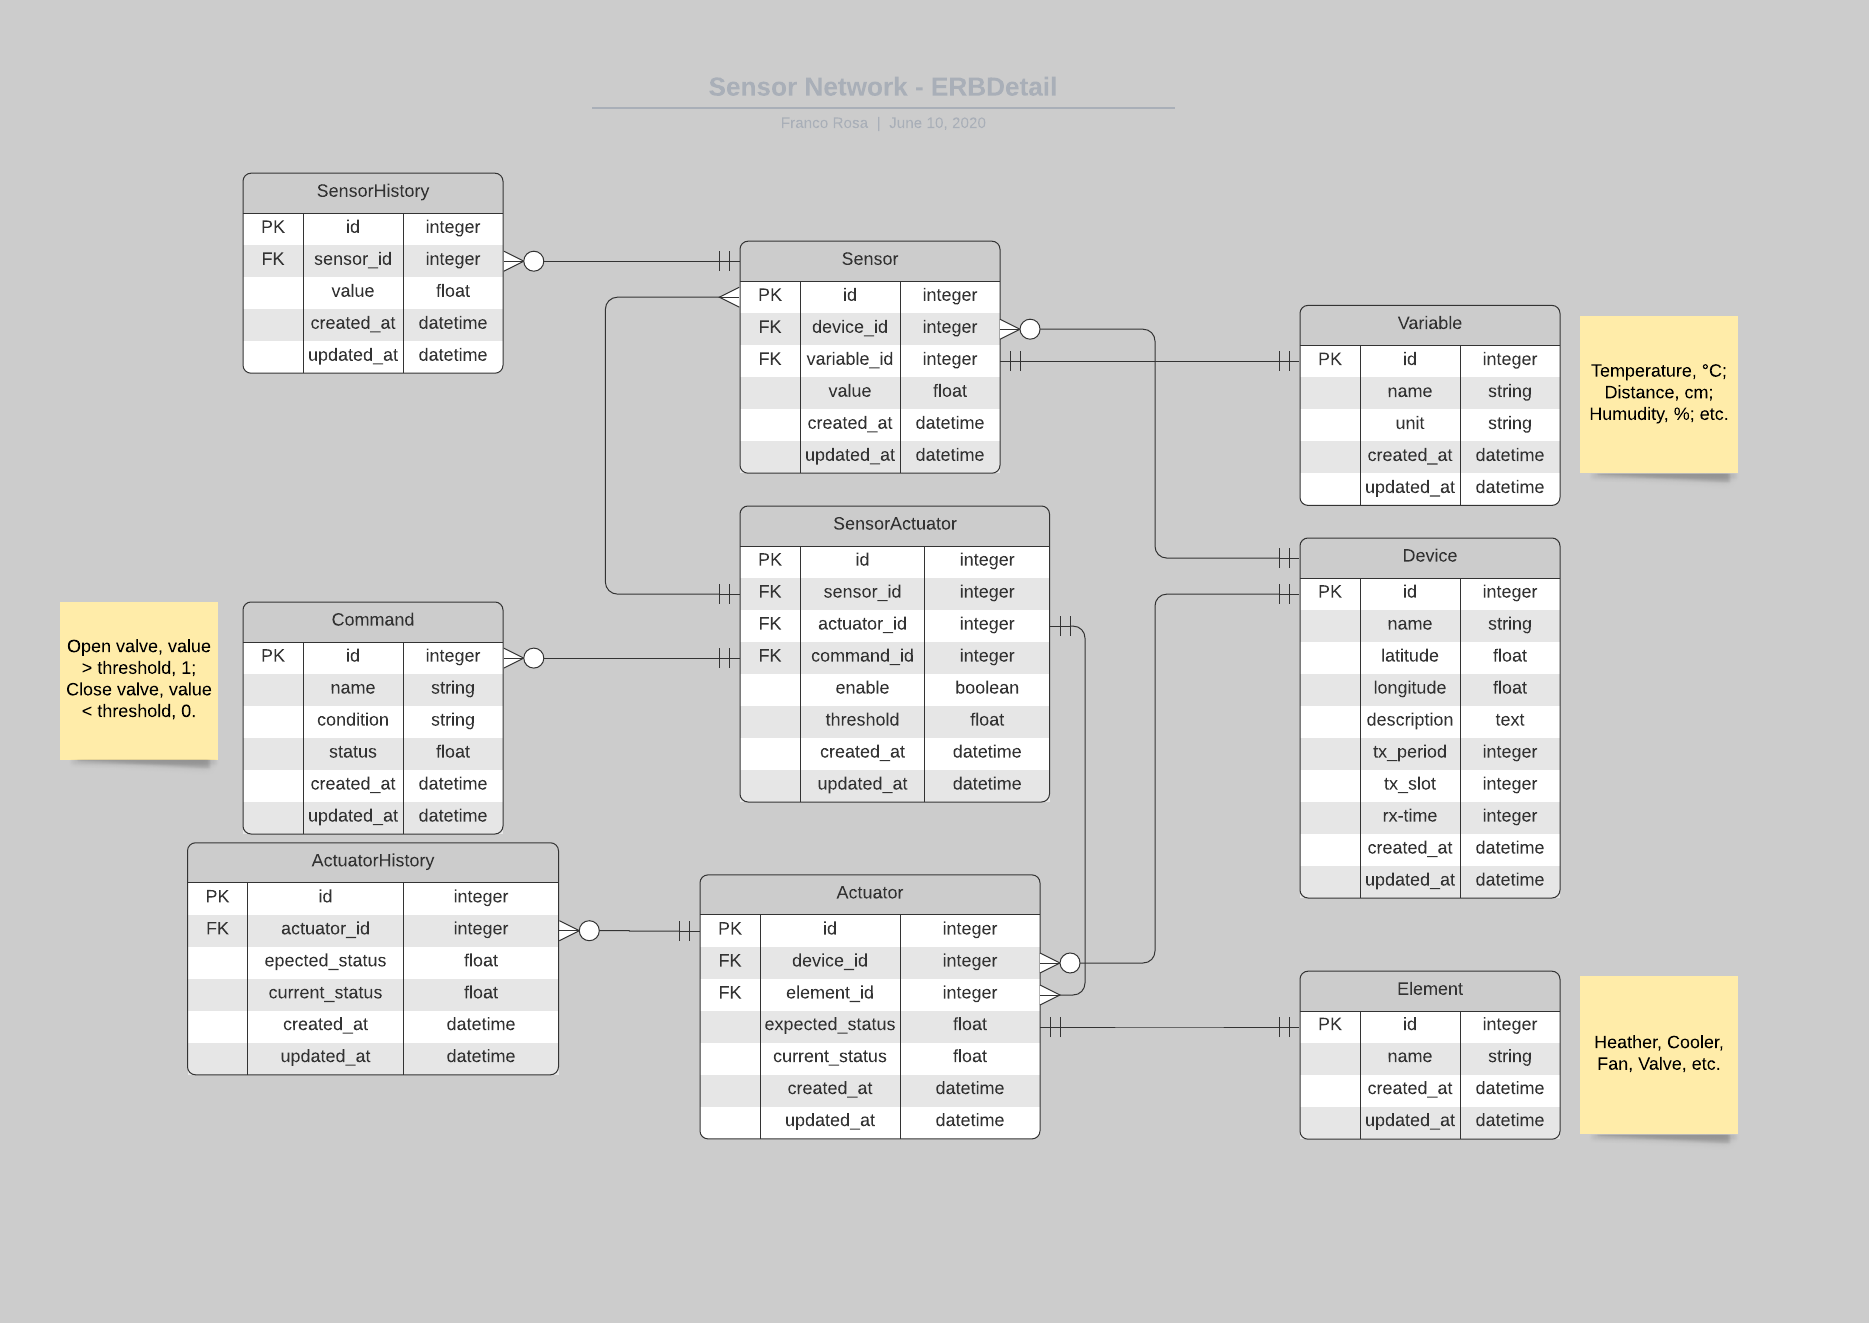 Sensor Network - ERBDetail
Franco Rosa | June 10, 2020
SensorHistory
PK id integer
FK sensor_id integer
value float
created_at datetime
updated_at datetime
Sensor
PK id integer
FK device_id integer
FK variable_id integer
value float
created_at datetime
updated_at datetime
Variable
PK id integer
name string
unit string
created_at datetime
updated_at datetime
Temperature, °C;
Distance, cm;
Humudity, %; etc.
SensorActuator
PK id integer
FK sensor_id integer
FK actuator_id integer
FK command_id integer
enable boolean
threshold float
created_at datetime
updated_at datetime
Device
PK id integer
name string
latitude float
longitude float
description text
tx_period integer
tx_slot integer
rx-time integer
created_at datetime
updated_at datetime
Open valve, value
> threshold, 1;
Close valve, value
< threshold, 0.
Command
PK id integer
name string
condition string
status float
created_at datetime
updated_at datetime
ActuatorHistory
PK id integer
FK actuator_id integer
epected_status float
current_status float
created_at datetime
updated_at datetime
Actuator
PK id integer
FK device_id integer
FK element_id integer
expected_status float
current_status float
created_at datetime
updated_at datetime
Element
PK id integer
name string
created_at datetime
updated_at datetime
Heather, Cooler,
Fan, Valve, etc.